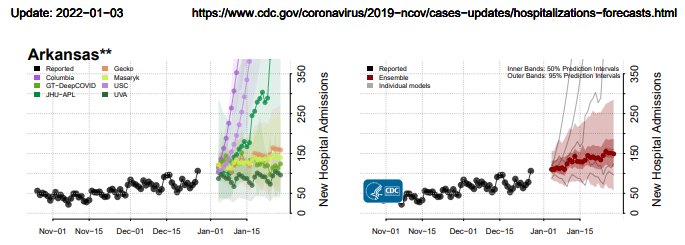 Update: 2022-01-03
https://www.cdc.gov/coronavirus/2019-ncov/cases-updates/hospitalizations-forecasts.html
Arkansas**
Reported
Columbia
GT-DeepCOVID
JHU-APL
Gecko
Masaryk
USC
UVA
350
250
150
50
0
New Hospital Admissions
Nov-01
Nov-15
Dec-01
Dec-15
Jan-01
Jan-15
Reported
Ensemble
Individual models
Inner Bands: 50% Prediction Intervals
Outer Bands: 95% Prediction Intervals
350
250
150
50
0
New Hospital Admissions
CDC
Nov-01
Nov-15
Dec-01
Dec-15
Jan-01
Jan-15